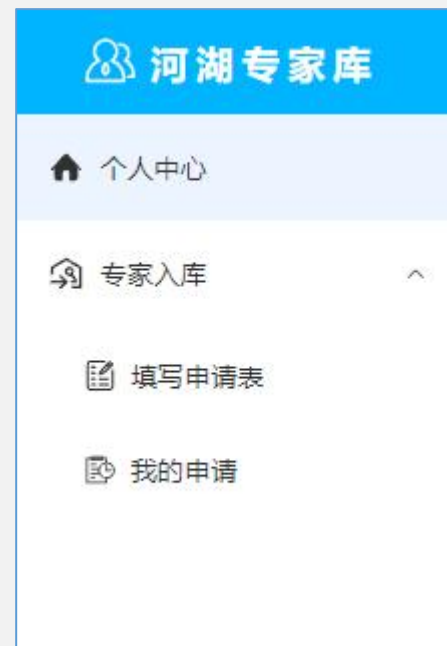 河湖专家库
个人中心
专家入库
填写申请表
我的申请